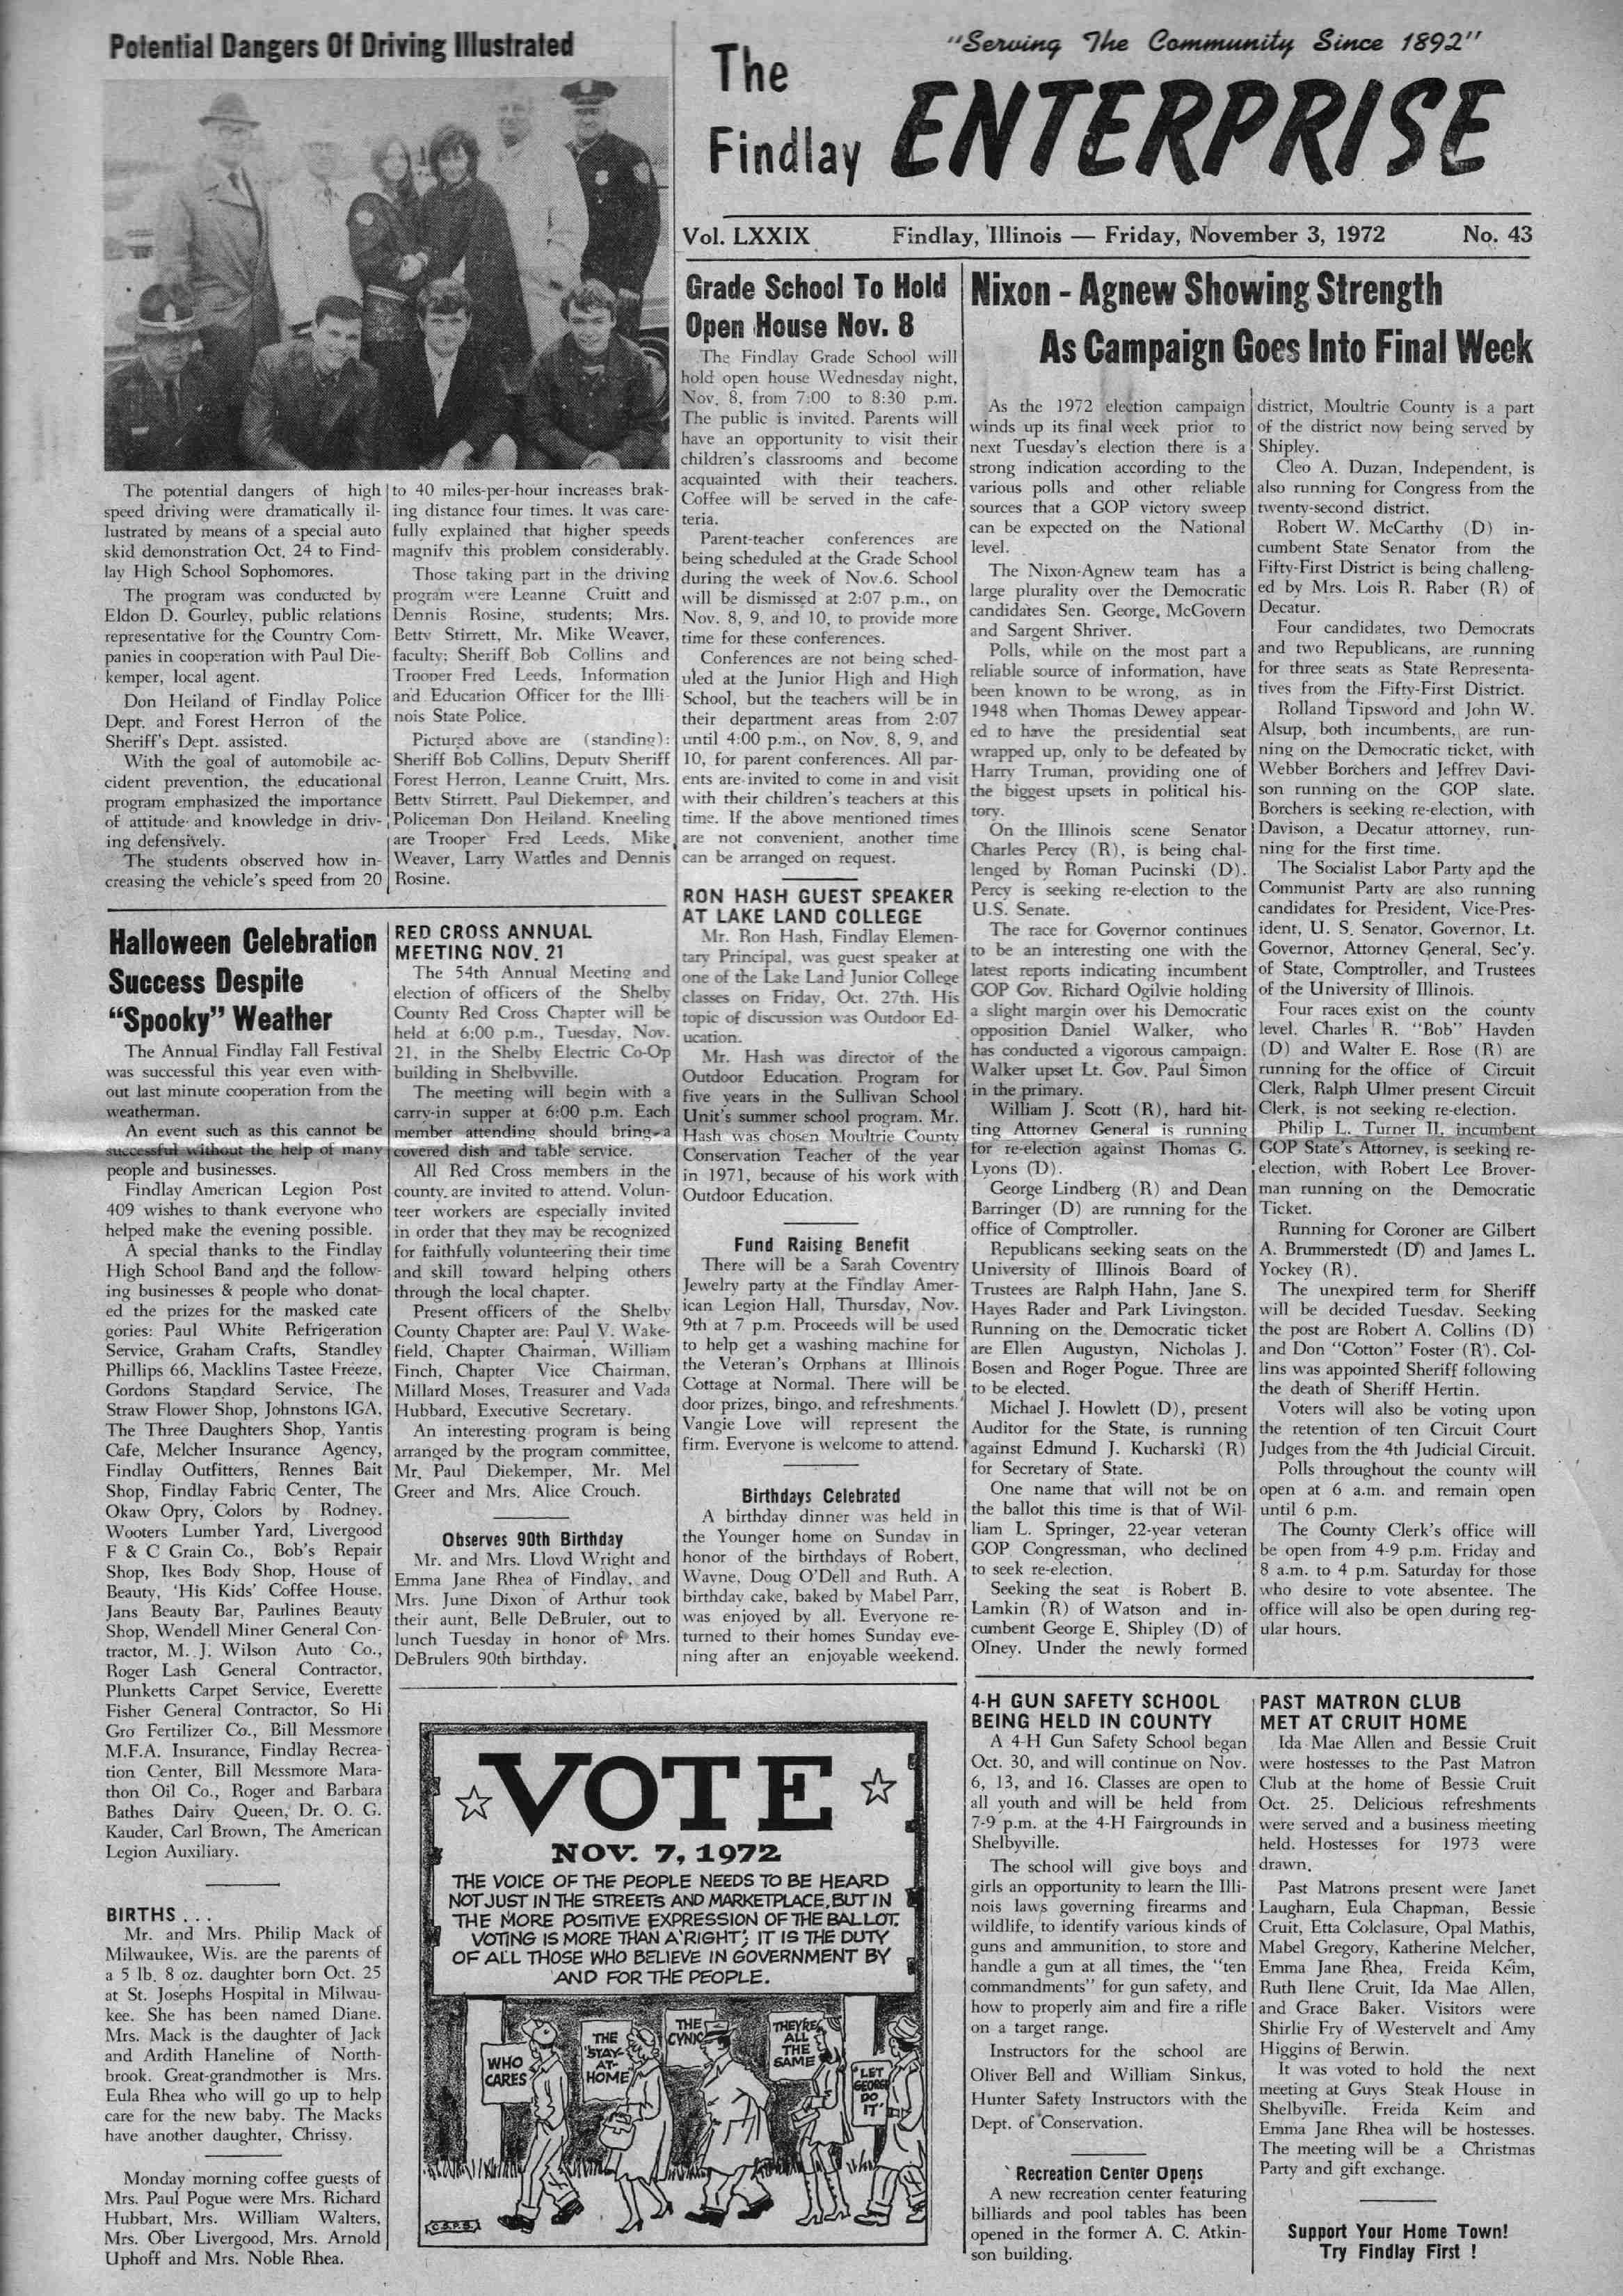 Potential Dangers Of Driving Illustrated
The potential dangers of high
speed driving were dramatically il-
lustrated by means of a special auto
skid demonstration Oct. 24 to Find-
lay High School Sophomores.
The program was conducted by
Eldon D. Gourley, public relations
representative for the Country Com-
panies in cooperation with Paul Die-
kemper, local agent.
Don Heiland of Findlay Police
Dept. and Forest Herron of the
Sheriff's Dept. assisted.
With the goal of automobile ac-
cident prevention, the educational
program emphasized the importance
of attitude and knowledge in driv-
ing defensively.
The students observed how in-
creasing the vehicle's speed from 20
to 40 miles-per-hour increases brak-
ing distance four times. It was care-
fully explained that higher speeds
magnify this problem considerably.
Those taking part in the driving
program were Leanne Cruitt and
Dennis Rosine, students; Mrs.
Betty Stirrett, Mr. Mike Weaver,
faculty; Sheriff Bob Collins and
Trooper Fred Leeds, Information
and Education Officer for the Illi-
nois State Police.
Pictured above are (standing):
Sheriff Bob Collins, Deputy Sheriff
Forest Herron, Leanne Cruitt, Mrs.
Betty Stirrett, Paul Diekemper, and
Policeman Don Heiland. Kneeling
are Trooper Fred Leeds, Mike
Weaver, Larry Wattles and Dennis
Rosine.
"Serving The Community Since 1892"
The
Findlay ENTERPRISE
Vol. LXXIX Findlay, Illinois — Friday, November 3, 1972 No. 43
Halloween Celebration
Success Despite
"Spooky" Weather
The Annual Findlay Fall Festival
was successful this year even with-
out last minute cooperation from the
weatherman.
An event such as this cannot be
successful without the help of many
people and businesses.
Findlay American Legion Post
409 wishes to thank everyone who
helped make the evening possible.
A special thanks to the Findlay
High School Band and the follow-
ing businesses & people who donat-
ed the prizes for the masked cate
gories: Paul White Refrigeration
Service, Graham Crafts, Standley
Phillips 66, Macklins Tastee Freeze,
Gordons Standard Service, The
Straw Flower Shop, Johnstons IGA,
The Three Daughters Shop, Yantis
Cafe, Melcher Insurance Agency,
Findlay Outfitters, Rennes Bait
Shop, Findlay Fabric Center, The
Okaw Opry, Colors by Rodney,
Wooters Lumber Yard, Livergood
F & C Grain Co., Bob's Repair
Shop, Ikes Body Shop, House of
Beauty, 'His Kids' Coffee House,
Jans Beauty Bar, Paulines Beauty
Shop, Wendell Miner General Con-
tractor, M. J. Wilson Auto Co.,
Roger Lash General Contractor,
Plunketts Carpet Service, Everette
Fisher General Contractor, So Hi
Gro Fertilizer Co., Bill Messmore
M.F.A. Insurance, Findlay Recrea-
tion Center, Bill Messmore Mara-
thon Oil Co., Roger and Barbara
Bathes Dairy Queen, Dr. O. G.
Kauder, Carl Brown, The American
Legion Auxiliary.
BIRTHS . . .
Mr. and Mrs. Philip Mack of
Milwaukee, Wis. are the parents of
a 5 lb. 8 oz. daughter born Oct. 25
at St. Josephs Hospital in Milwau-
kee. She has been named Diane.
Mrs. Mack is the daughter of Jack
and Ardith Haneline of North-
brook. Great-grandmother is Mrs.
Eula Rhea who will go up to help
care for the new baby. The Macks
have another daughter, Chrissy.
Monday morning coffee guests of
Mrs. Paul Pogue were Mrs. Richard
Hubbart, Mrs. William Walters,
Mrs. Ober Livergood, Mrs. Arnold
Uphoff and Mrs. Noble Rhea.
RED CROSS ANNUAL
MEETING NOV. 21
The 54th Annual Meeting and
election of officers of the Shelby
County Red Cross Chapter will be
held at 6:00 p.m., Tuesday, Nov.
21, in the Shelby Electric Co-Op
building in Shelbyville.
The meeting will begin with a
carry-in supper at 6:00 p.m. Each
member attending should bring a
covered dish and table service.
All Red Cross members in the
county are invited to attend. Volun-
teer workers are especially invited
in order that they may be recognized
for faithfully volunteering their time
and skill toward helping others
through the local chapter.
Present officers of the Shelby
County Chapter are: Paul V. Wake-
field, Chapter Chairman, William
Finch, Chapter Vice Chairman,
Millard Moses, Treasurer and Vada
Hubbard, Executive Secretary.
An interesting program is being
arranged by the program committee,
Mr. Paul Diekemper, Mr. Mel
Greer and Mrs. Alice Crouch.
Observes 90th Birthday
Mr. and Mrs. Lloyd Wright and
Emma Jane Rhea of Findlay, and
Mrs. June Dixon of Arthur took
their aunt, Belle DeBruler, out to
lunch Tuesday in honor of Mrs.
DeBrulers 90th birthday.
Grade School To Hold
Open House Nov. 8
The Findlay Grade School will
hold open house Wednesday night,
Nov. 8, from 7:00 to 8:30 p.m.
The public is invited. Parents will
have an opportunity to visit their
children's classrooms and become
acquainted with their teachers.
Coffee will be served in the cafe-
teria.
Parent-teacher conferences are
being scheduled at the Grade School
during the week of Nov.6. School
will be dismissed at 2:07 p.m., on
Nov. 8, 9, and 10, to provide more
time for these conferences.
Conferences are not being sched-
uled at the Junior High and High
School, but the teachers will be in
their department areas from 2:07
until 4:00 p.m., on Nov. 8, 9, and
10, for parent conferences. All par-
ents are invited to come in and visit
with their children's teachers at this
time. If the above mentioned times
are not convenient, another time
can be arranged on request.
RON HASH GUEST SPEAKER
AT LAKE LAND COLLEGE
Mr. Ron Hash, Findlay Elemen-
tary Principal, was guest speaker at
one of the Lake Land Junior College
classes on Friday, Oct. 27th. His
topic of discussion was Outdoor Ed-
ucation.
Mr. Hash was director of the
Outdoor Education Program for
five years in the Sullivan School
Unit's summer school program. Mr.
Hash was chosen Moultrie County
Conservation Teacher of the year
in 1971, because of his work with
Outdoor Education.
Fund Raising Benefit
There will be a Sarah Coventry
Jewelry party at the Findlay Amer-
ican Legion Hall, Thursday, Nov.
9th at 7 p.m. Proceeds will be used
to help get a washing machine for
the Veteran's Orphans at Illinois
Cottage at Normal. There will be
door prizes, bingo, and refreshments.
Vangie Love will represent the
firm. Everyone is welcome to attend.
Birthdays Celebrated
A birthday dinner was held in
the Younger home on Sunday in
honor of the birthdays of Robert,
Wayne, Doug O'Dell and Ruth. A
birthday cake, baked by Mabel Parr,
was enjoyed by all. Everyone re-
turned to their homes Sunday eve-
ning after an enjoyable weekend.
VOTE
NOV. 7, 1972
THE VOICE OF THE PEOPLE NEEDS TO BE HEARD
NOT JUST IN THE STREETS AND MARKETPLACE, BUT IN
THE MORE POSITIVE EXPRESSION OF THE BALLOT.
VOTING IS MORE THAN A 'RIGHT'; IT IS THE DUTY
OF ALL THOSE WHO BELIEVE IN GOVERNMENT BY
AND FOR THE PEOPLE.
WHO
CARES
THE
'STAY-
AT-
HOME'
THE
CYNIC
THEY'RE
ALL
THE
SAME
'LET
GEORGE
DO
IT'
C.S.P.S.
Nixon - Agnew Showing Strength
As Campaign Goes Into Final Week
As the 1972 election campaign
winds up its final week prior to
next Tuesday's election there is a
strong indication according to the
various polls and other reliable
sources that a GOP victory sweep
can be expected on the National
level.
The Nixon-Agnew team has a
large plurality over the Democratic
candidates Sen. George, McGovern
and Sargent Shriver.
Polls, while on the most part a
reliable source of information, have
been known to be wrong, as in
1948 when Thomas Dewey appear-
ed to have the presidential seat
wrapped up, only to be defeated by
Harry Truman, providing one of
the biggest upsets in political his-
tory.
On the Illinois scene Senator
Charles Percy (R), is being chal-
lenged by Roman Pucinski (D).
Percy is seeking re-election to the
U.S. Senate.
The race for Governor continues
to be an interesting one with the
latest reports indicating incumbent
GOP Gov. Richard Ogilvie holding
a slight margin over his Democratic
opposition Daniel Walker, who
has conducted a vigorous campaign.
Walker upset Lt. Gov. Paul Simon
in the primary.
William J. Scott (R), hard hit-
ting Attorney General is running
for re-election against Thomas G.
Lyons (D).
George Lindberg (R) and Dean
Barringer (D) are running for the
office of Comptroller.
Republicans seeking seats on the
University of Illinois Board of
Trustees are Ralph Hahn, Jane S.
Hayes Rader and Park Livingston.
Running on the Democratic ticket
are Ellen Augustyn, Nicholas J.
Bosen and Roger Pogue. Three are
to be elected.
Michael J. Howlett (D), present
Auditor for the State, is running
against Edmund J. Kucharski (R)
for Secretary of State.
One name that will not be on
the ballot this time is that of Wil-
liam L. Springer, 22-year veteran
GOP Congressman, who declined
to seek re-election.
Seeking the seat is Robert B.
Lamkin (R) of Watson and in-
cumbent George E. Shipley (D) of
Olney. Under the newly formed
district, Moultrie County is a part
of the district now being served by
Shipley.
Cleo A. Duzan, Independent, is
also running for Congress from the
twenty-second district.
Robert W. McCarthy (D) in-
cumbent State Senator from the
Fifty-First District is being challeng-
ed by Mrs. Lois R. Raber (R) of
Decatur.
Four candidates, two Democrats
and two Republicans, are running
for three seats as State Representa-
tives from the Fifty-First District.
Rolland Tipsword and John W.
Alsup, both incumbents, are run-
ning on the Democratic ticket, with
Webber Borchers and Jeffrey Davi-
son running on the GOP slate.
Borchers is seeking re-election, with
Davison, a Decatur attorney, run-
ning for the first time.
The Socialist Labor Party and the
Communist Party are also running
candidates for President, Vice-Pres-
ident, U. S. Senator, Governor, Lt.
Governor, Attorney General, Sec'y.
of State, Comptroller, and Trustees
of the University of Illinois.
Four races exist on the county
level. Charles R. "Bob" Hayden
(D) and Walter E. Rose (R) are
running for the office of Circuit
Clerk, Ralph Ulmer present Circuit
Clerk, is not seeking re-election.
Philip L. Turner II, incumbent
GOP State's Attorney, is seeking re-
election, with Robert Lee Brover-
man running on the Democratic
Ticket.
Running for Coroner are Gilbert
A. Brummerstedt (D) and James L.
Yockey (R).
The unexpired term for Sheriff
will be decided Tuesday. Seeking
the post are Robert A. Collins (D)
and Don "Cotton" Foster (R). Col-
lins was appointed Sheriff following
the death of Sheriff Hertin.
Voters will also be voting upon
the retention of ten Circuit Court
Judges from the 4th Judicial Circuit.
Polls throughout the county will
open at 6 a.m. and remain open
until 6 p.m.
The County Clerk's office will
be open from 4-9 p.m. Friday and
8 a.m. to 4 p.m. Saturday for those
who desire to vote absentee. The
office will also be open during reg-
ular hours.
4-H GUN SAFETY SCHOOL
BEING HELD IN COUNTY
A 4-H Gun Safety School began
Oct. 30, and will continue on Nov.
6, 13, and 16. Classes are open to
all youth and will be held from
7-9 p.m. at the 4-H Fairgrounds in
Shelbyville.
The school will give boys and
girls an opportunity to learn the Illi-
nois laws governing firearms and
wildlife, to identify various kinds of
guns and ammunition, to store and
handle a gun at all times, the "ten
commandments" for gun safety, and
how to properly aim and fire a rifle
on a target range.
Instructors for the school are
Oliver Bell and William Sinkus,
Hunter Safety Instructors with the
Dept. of Conservation.
Recreation Center Opens
A new recreation center featuring
billiards and pool tables has been
opened in the former A. C. Atkin-
son building.
PAST MATRON CLUB
MET AT CRUIT HOME
Ida Mae Allen and Bessie Cruit
were hostesses to the Past Matron
Club at the home of Bessie Cruit
Oct. 25. Delicious refreshments
were served and a business meeting
held. Hostesses for 1973 were
drawn.
Past Matrons present were Janet
Laugharn, Eula Chapman, Bessie
Cruit, Etta Colclasure, Opal Mathis,
Mabel Gregory, Katherine Melcher,
Emma Jane Rhea, Freida Keim,
Ruth Ilene Cruit, Ida Mae Allen,
and Grace Baker. Visitors were
Shirlie Fry of Westervelt and Amy
Higgins of Berwin.
It was voted to hold the next
meeting at Guys Steak House in
Shelbyville. Freida Keim and
Emma Jane Rhea will be hostesses.
The meeting will be a Christmas
Party and gift exchange.
Support Your Home Town!
Try Findlay First !